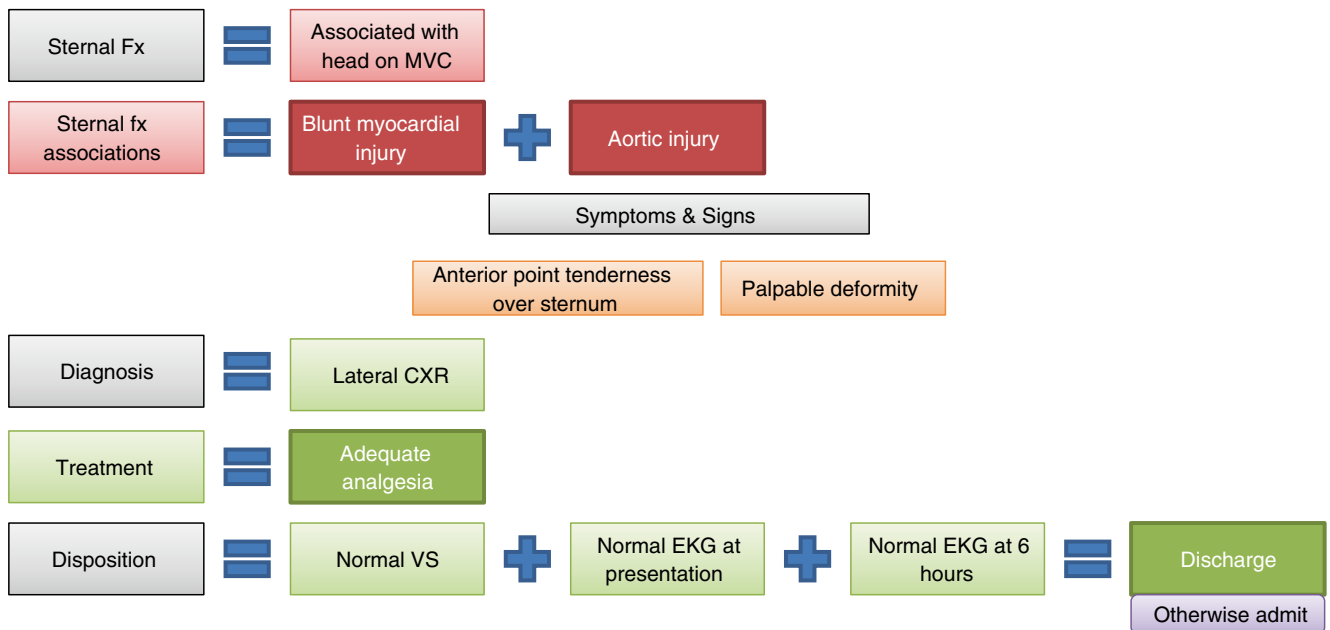 Sternal Fx
Associated with
head on MVC
Sternal fx
associations
Blunt myocardial
injury
Aortic injury
Symptoms & Signs
Anterior point tenderness
over sternum
Palpable deformity
Diagnosis
Lateral CXR
Treatment
Adequate
analgesia
Disposition
Normal VS
Normal EKG at
presentation
Normal EKG at 6
hours
Discharge
Otherwise admit